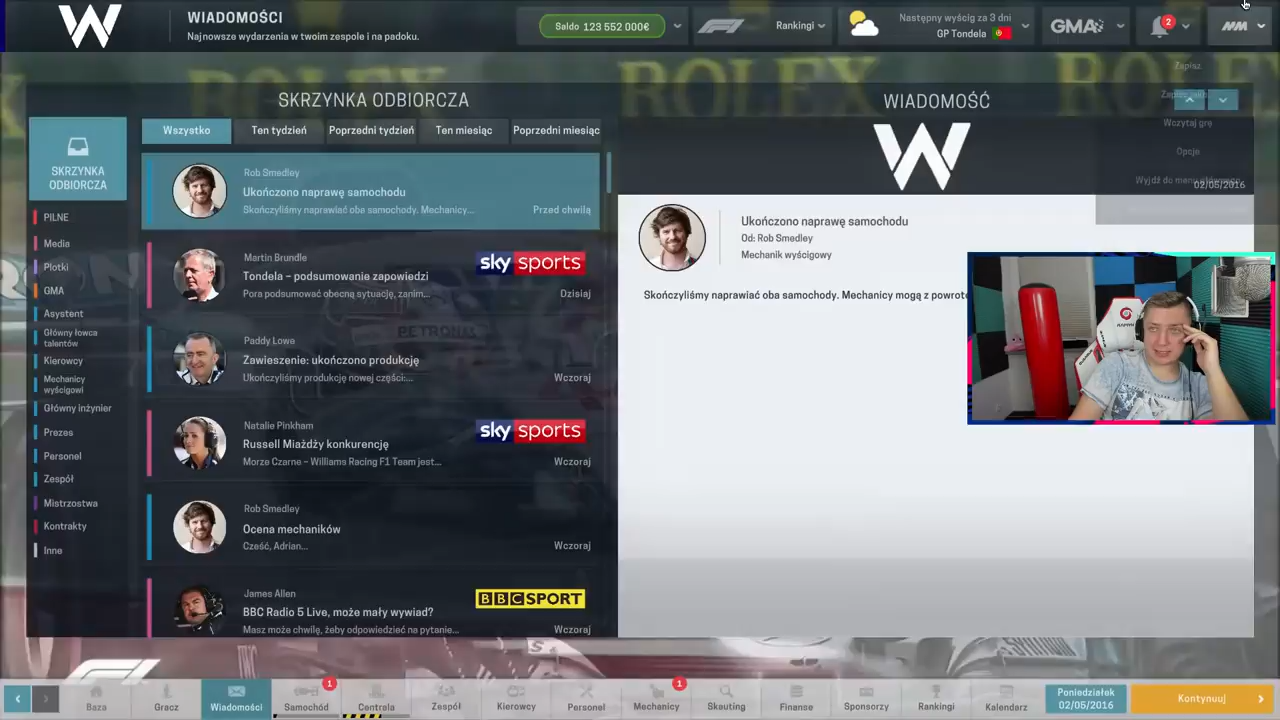 WIADOMOŚCI
Najnowsze wydarzenia w twoim zespole i na padoku.
Saldo 123 552 000€
Rankingi
Następny wyścig za 3 dni
GP Tondela
GMA
2
Zapisz
Wczytaj grę
Opcje
Wyjdź do menu głównego
ROLEX
ROLEX
ROLEX
SKRZYNKA ODBIORCZA
SKRZYNKA
ODBIORCZA
PILNE
Media
Plotki
GMA
Asystent
Główny łowca
talentów
Kierowcy
Mechanicy
wyścigowi
Główny inżynier
Prezes
Personel
Zespół
Mistrzostwa
Kontrakty
Inne
Wszystko
Ten tydzień
Poprzedni tydzień
Ten miesiąc
Poprzedni miesiąc
Rob Smedley
Ukończono naprawę samochodu
Skończyliśmy naprawiać oba samochody. Mechanicy...
Przed chwilą
Martin Brundle
Tondela – podsumowanie zapowiedzi
Pora podsumować obecną sytuację, zanim...
sky sports
Dzisiaj
PETRONAS
Paddy Lowe
Zawieszenie: ukończono produkcję
Ukończyliśmy produkcję nowej części:...
Wczoraj
Natalie Pinkham
Russell Miażdży konkurencję
Morze Czarne – Williams Racing F1 Team jest...
sky sports
Wczoraj
Rob Smedley
Ocena mechaników
Cześć, Adrian...
Wczoraj
James Allen
BBC Radio 5 Live, może mały wywiad?
Masz może chwilę, żeby odpowiedzieć na pytanie...
BBC SPORT
Wczoraj
WIADOMOŚĆ
02/05/2016
Ukończono naprawę samochodu
Od: Rob Smedley
Mechanik wyścigowy
Skończyliśmy naprawiać oba samochody. Mechanicy mogą z
Baza
Gracz
Wiadomości
Samochód
1
Centrala
Zespół
Kierowcy
Personel
Mechanicy
1
Skauting
Finanse
Sponsorzy
Rankingi
Kalendarz
Poniedziałek
02/05/2016
Kontynuuj